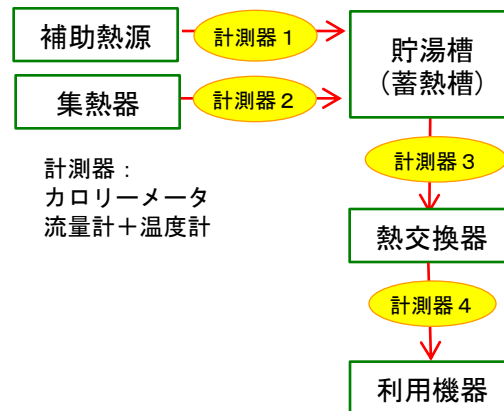 補助熱源
計測器1
貯湯槽
（蓄熱槽）
集熱器
計測器2
計測器：
カロリーメータ
流量計＋温度計
計測器3
熱交換器
計測器4
利用機器